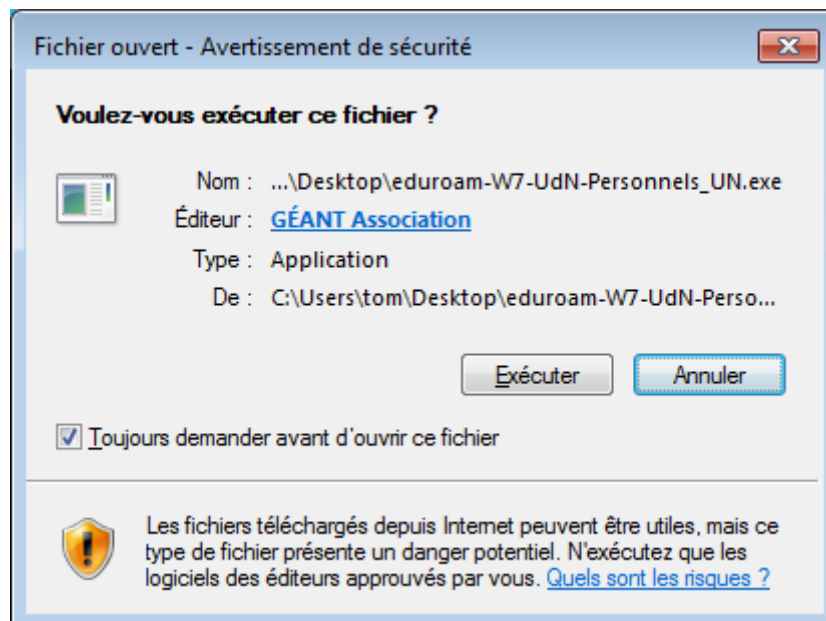 Fichier ouvert - Avertissement de sécurité
Voulez-vous exécuter ce fichier ?
Nom : ...\Desktop\eduroam-W7-UdN-Personnels_UN.exe
Éditeur : GÉANT Association
Type : Application
De : C:\Users\tom\Desktop\eduroam-W7-UdN-Perso...
Exécuter Annuler
Toujours demander avant d'ouvrir ce fichier
Les fichiers téléchargés depuis Internet peuvent être utiles, mais ce
type de fichier présente un danger potentiel. N'exécutez que les
logiciels des éditeurs approuvés par vous. Quels sont les risques ?